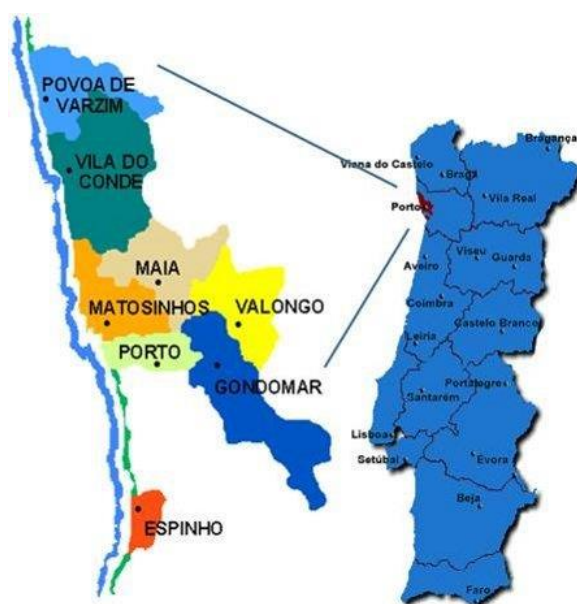 POVOA DE
VARZIM
VILA DO
CONDE
MAIA
MATOSINHOS
VALONGO
PORTO
GONDOMAR
ESPINHO
Bragança
Viana do Castelo
Braga
Porto
Vila Real
Viseu
Guarda
Aveiro
Coimbra
Castelo Branco
Leiria
Portalegre
Santarém
Lisboa
Setúbal
Évora
Beja
Faro